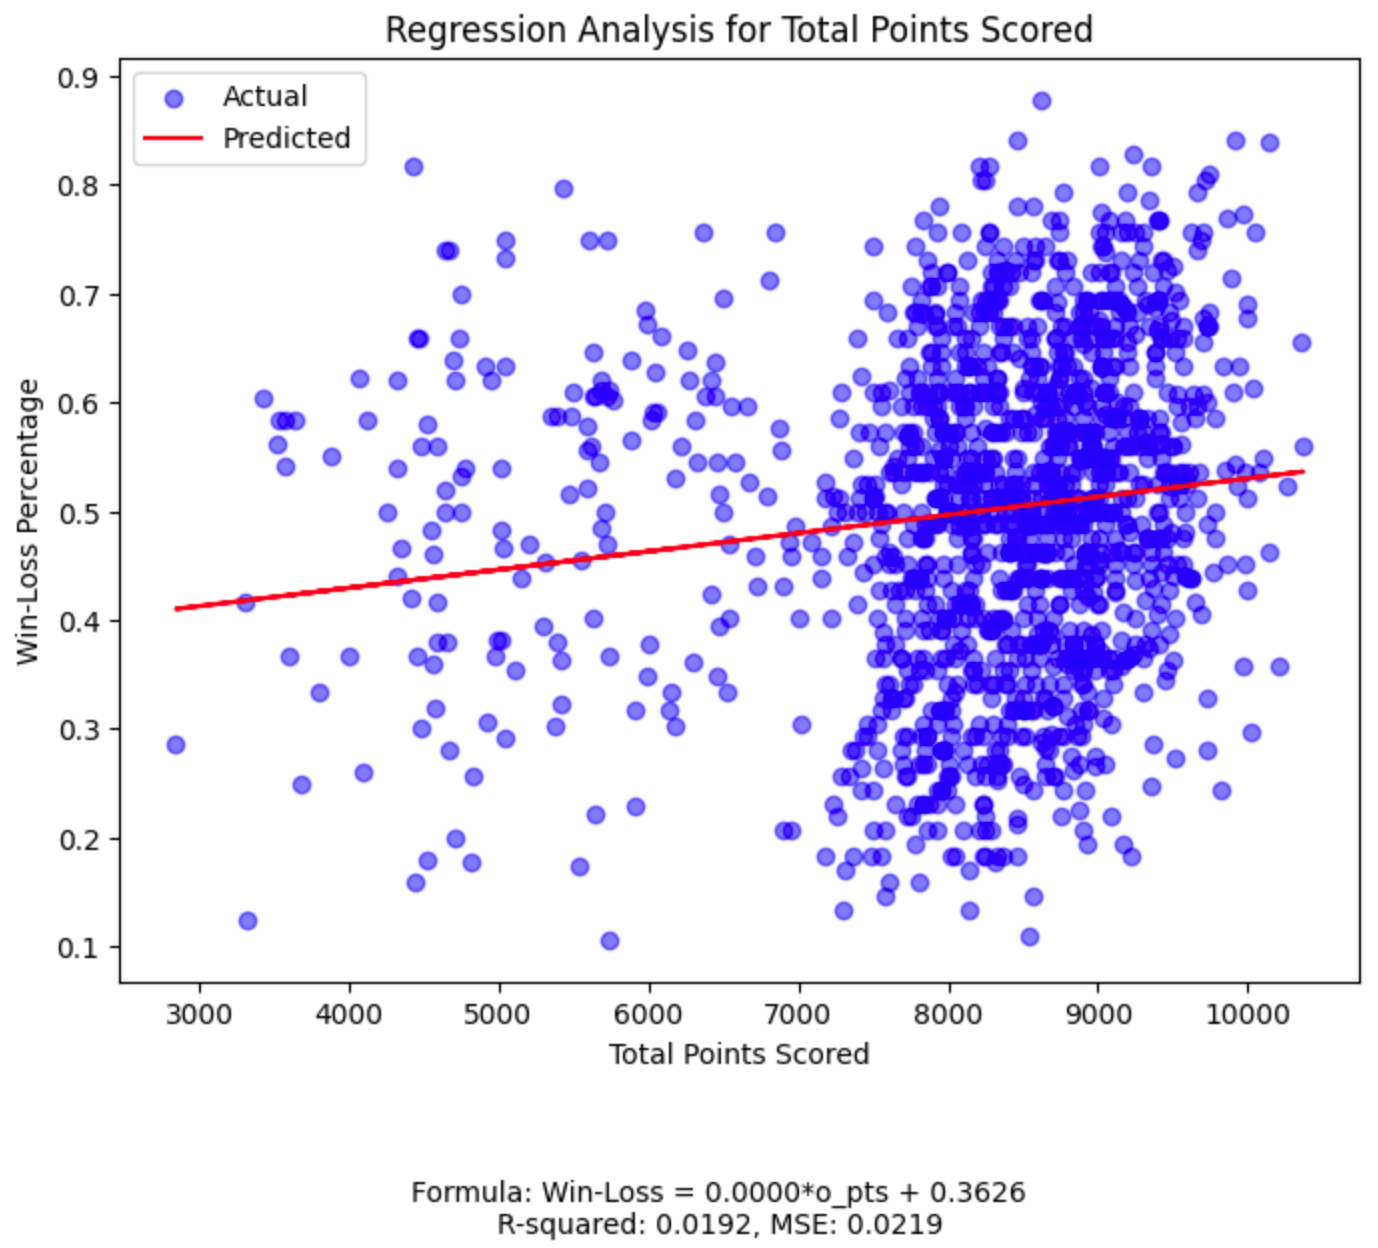 Regression Analysis for Total Points Scored
Actual
Predicted
0.9
0.8
0.7
0.6
0.5
0.4
0.3
0.2
0.1
Win-Loss Percentage
3000 4000 5000 6000 7000 8000 9000 10000
Total Points Scored
Formula: Win-Loss = 0.0000*o_pts + 0.3626
R-squared: 0.0192, MSE: 0.0219